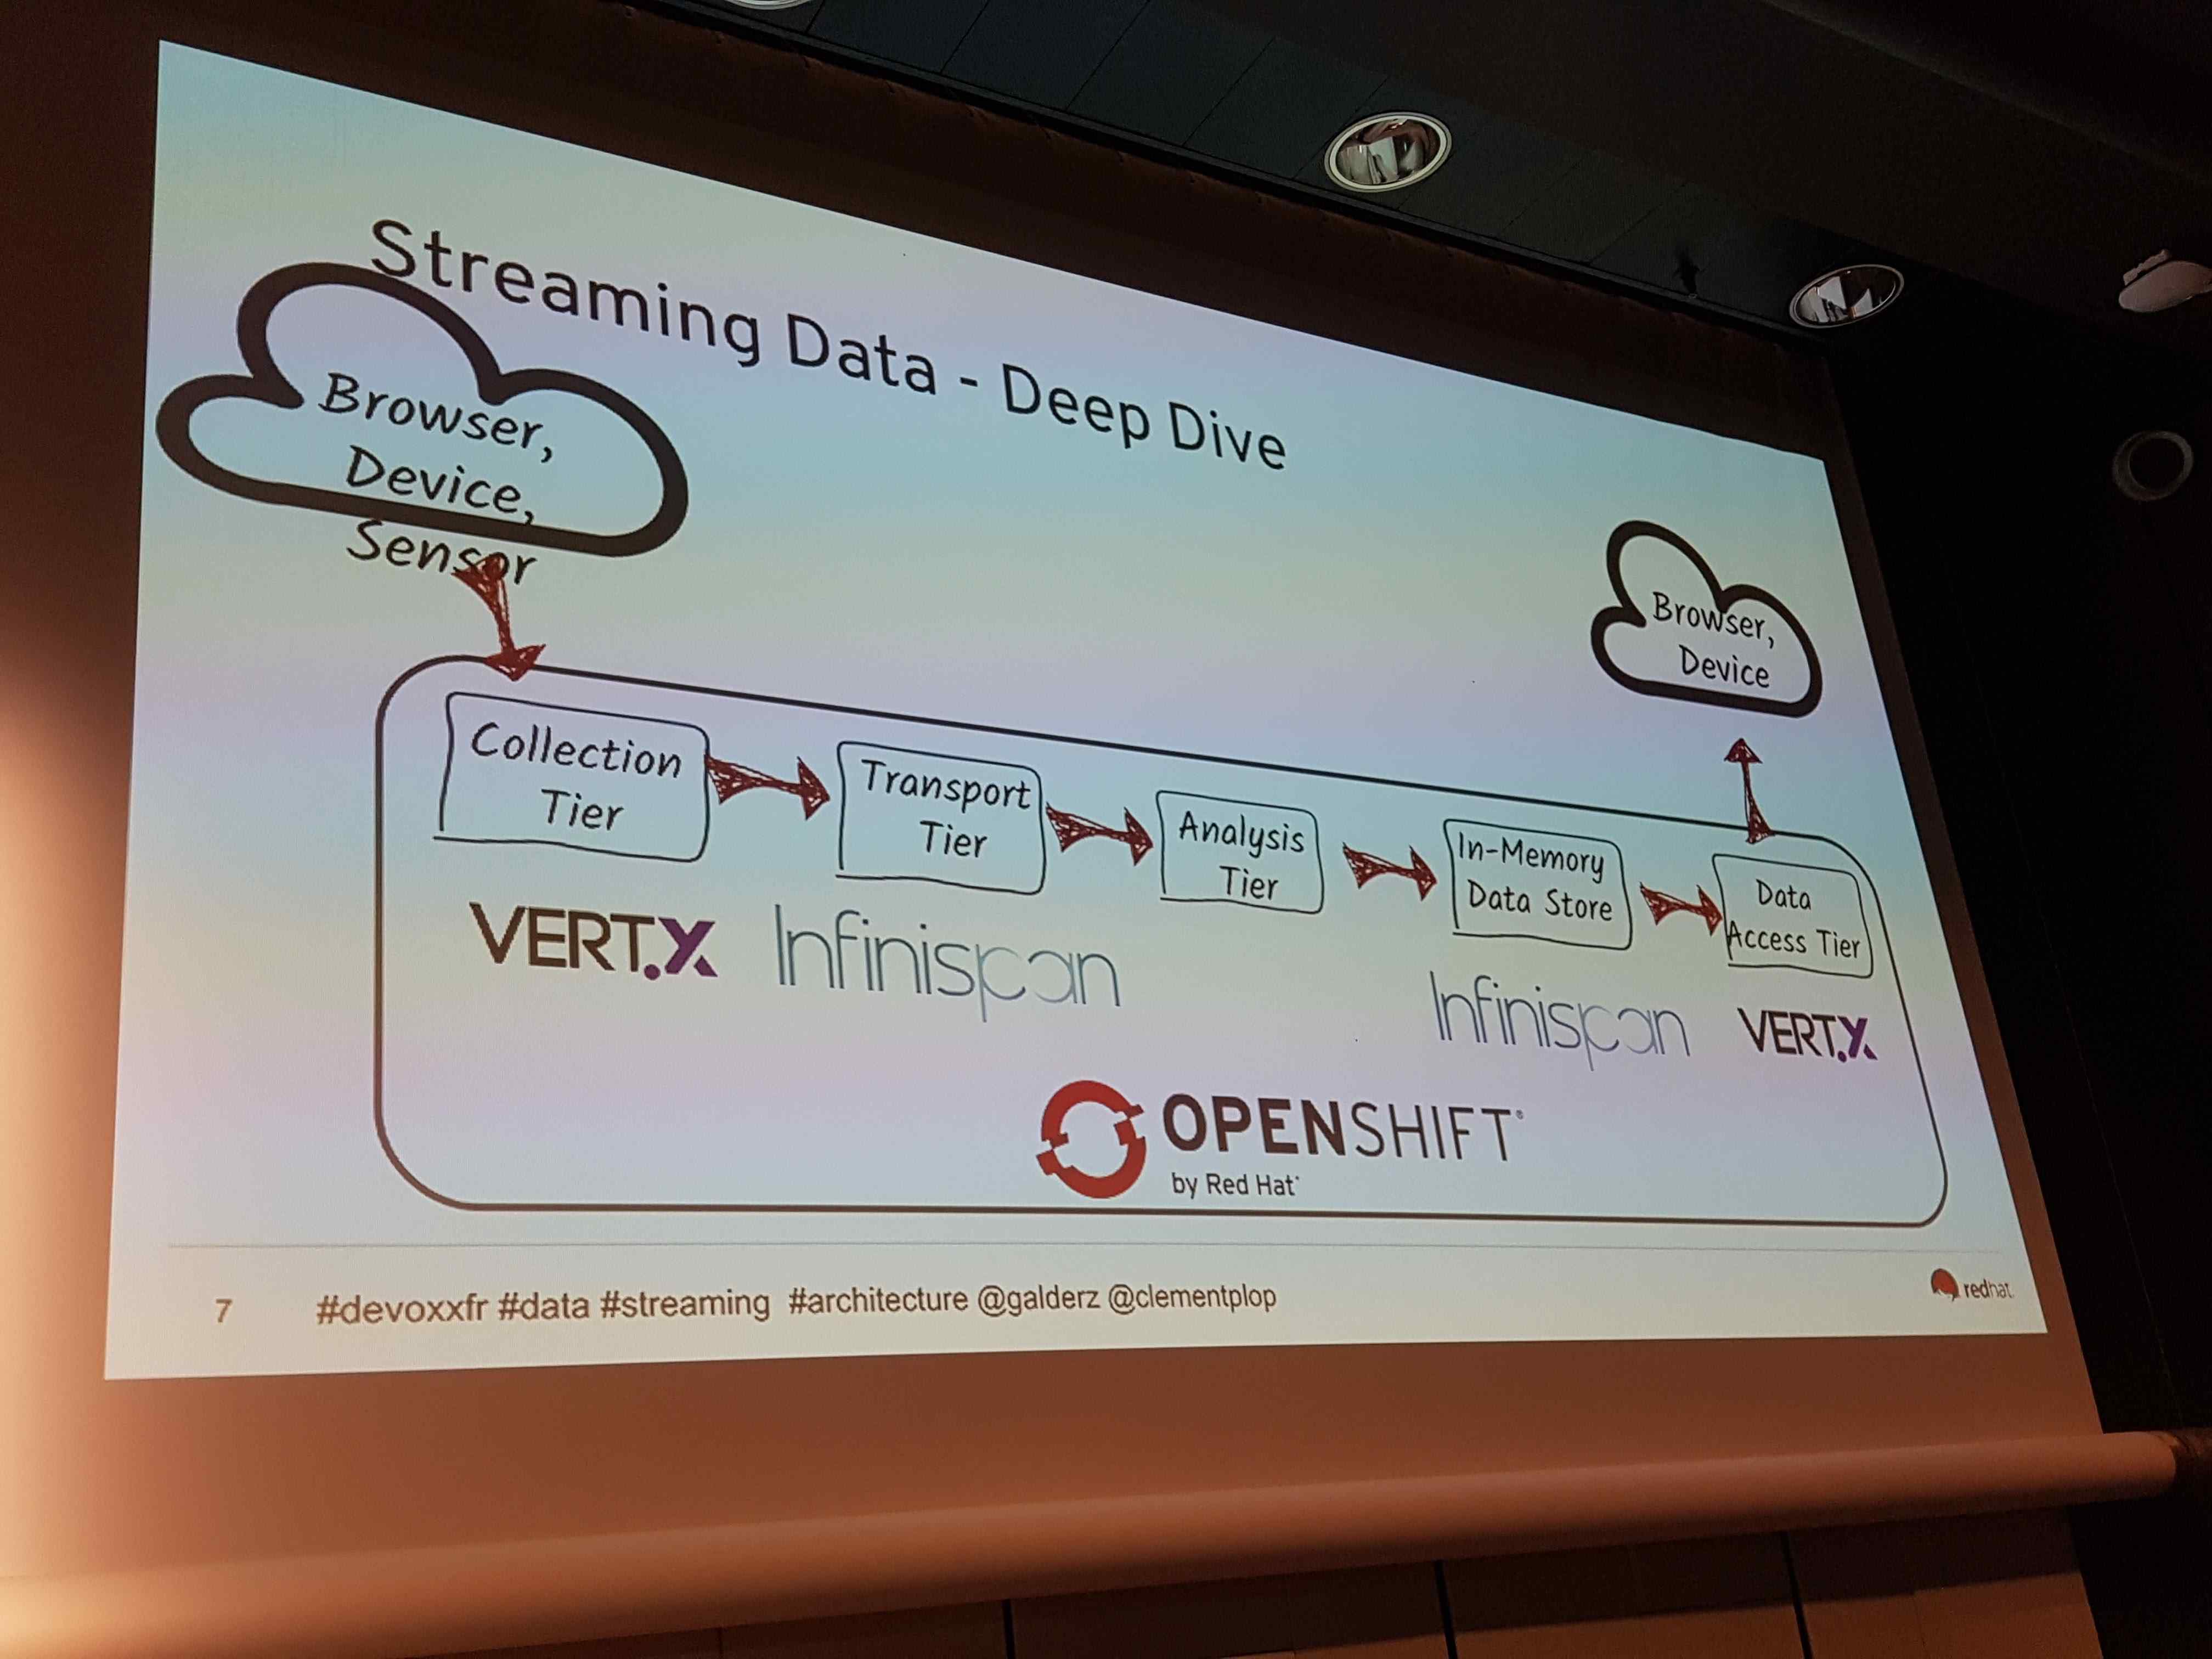 Streaming Data - Deep Dive
Browser,
Device,
Sensor
Browser,
Device
Collection
Tier
Transport
Tier
Analysis
Tier
In-Memory
Data Store
Data
Access Tier
VERT.X
Infinispan
Infinispan
VERT.X
OPENSHIFT®
by Red Hat®
7
#devoxxfr #data #streaming #architecture @galderz @clementplop
redhat.